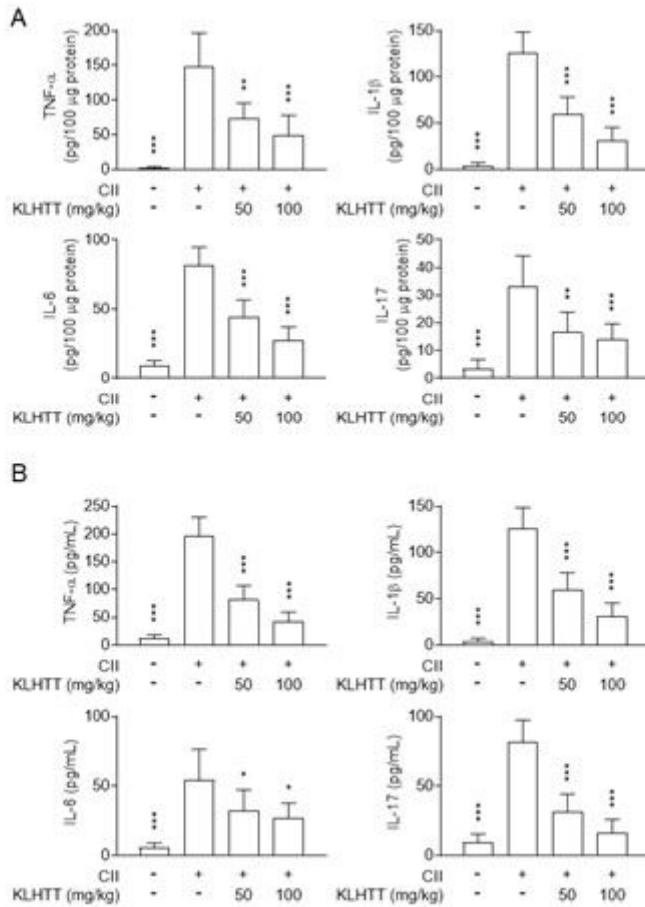 A
TNF-α
(pg/100 µg protein)
200
150
100
50
0
** *** ***
CII - + + +
KLHTT (mg/kg) - - 50 100
IL-1β
(pg/100 µg protein)
150
100
50
0
*** *** ***
CII - + + +
KLHTT (mg/kg) - - 50 100
IL-6
(pg/100 µg protein)
100
50
0
*** *** ***
CII - + + +
KLHTT (mg/kg) - - 50 100
IL-17
(pg/100 µg protein)
50
40
30
20
10
0
*** ** ***
CII - + + +
KLHTT (mg/kg) - - 50 100
B
TNF-α (pg/mL)
250
200
150
100
50
0
*** *** ***
CII - + + +
KLHTT (mg/kg) - - 50 100
IL-1β (pg/mL)
150
100
50
0
*** *** ***
CII - + + +
KLHTT (mg/kg) - - 50 100
IL-6 (pg/mL)
100
50
0
*** * *
CII - + + +
KLHTT (mg/kg) - - 50 100
IL-17 (pg/mL)
100
50
0
*** *** ***
CII - + + +
KLHTT (mg/kg) - - 50 100